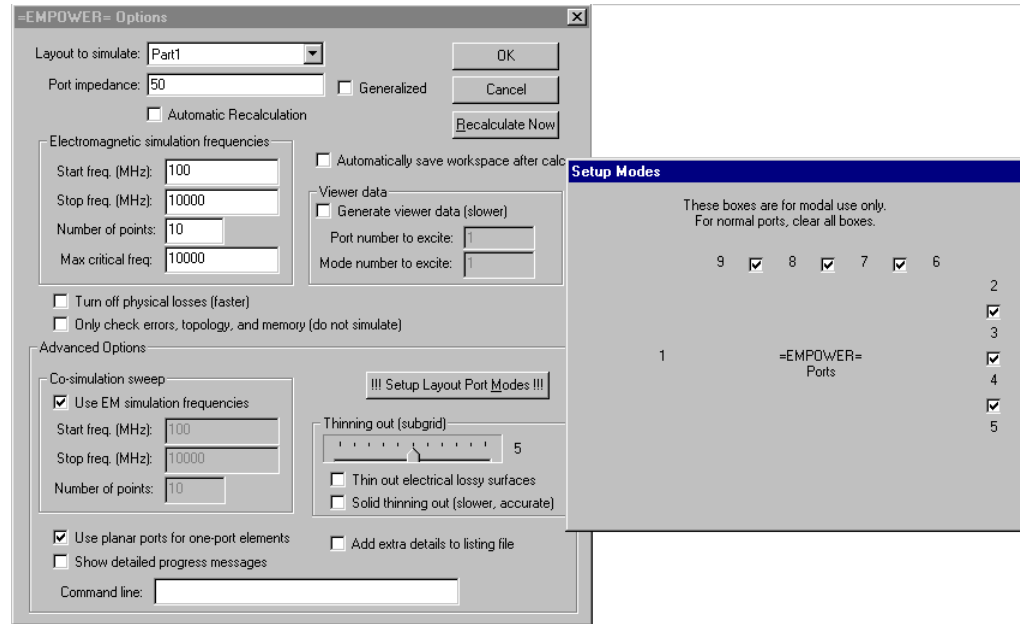 =EMPOWER= Options
Layout to simulate: Part1
OK
Port impedance: 50
Generalized
Cancel
Automatic Recalculation
Recalculate Now
Electromagnetic simulation frequencies
Start freq. (MHz): 100
Stop freq. (MHz): 10000
Number of points: 10
Max critical freq: 10000
Automatically save workspace after calc
Viewer data
Generate viewer data (slower)
Port number to excite: 1
Mode number to excite: 1
Turn off physical losses (faster)
Only check errors, topology, and memory (do not simulate)
Advanced Options
Co-simulation sweep
Use EM simulation frequencies
Start freq. (MHz): 100
Stop freq. (MHz): 10000
Number of points: 10
!!! Setup Layout Port Modes !!!
Thinning out (subgrid)
5
Thin out electrical lossy surfaces
Solid thinning out (slower, accurate)
Use planar ports for one-port elements
Add extra details to listing file
Show detailed progress messages
Command line:
Setup Modes
These boxes are for modal use only.
For normal ports, clear all boxes.
9 8 7 6
2
3
1 =EMPOWER=
Ports
4
5